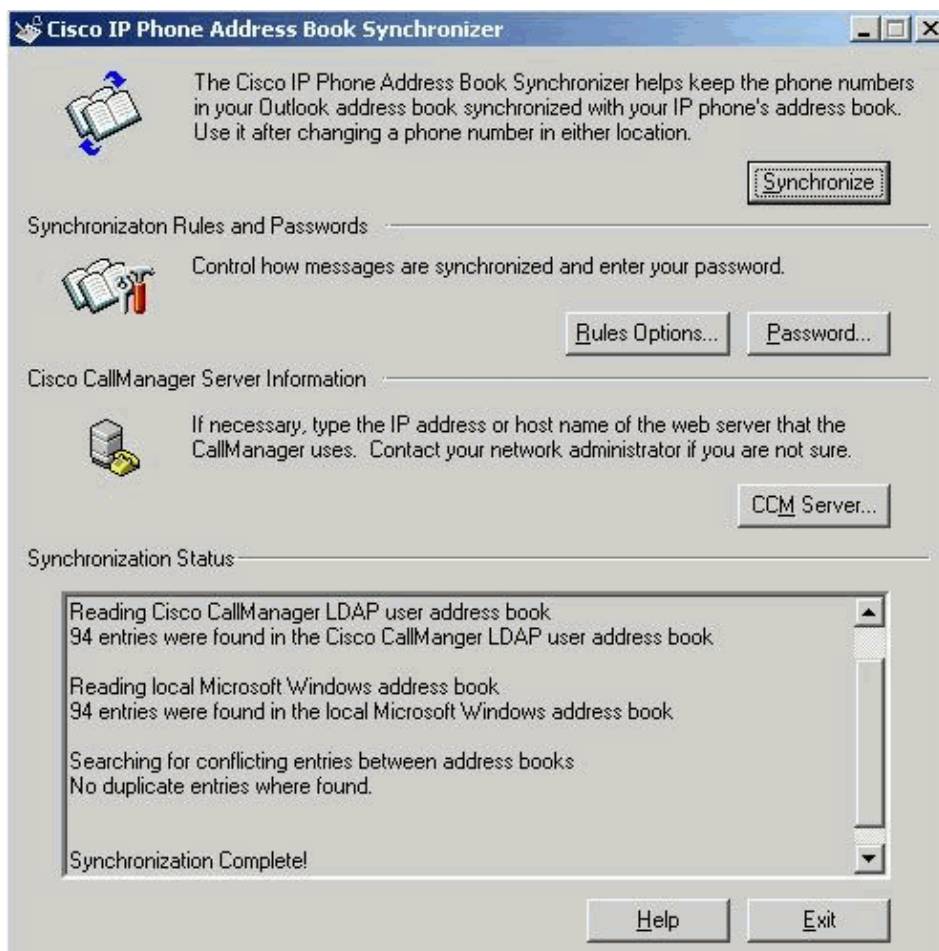 Cisco IP Phone Address Book Synchronizer
The Cisco IP Phone Address Book Synchronizer helps keep the phone numbers
in your Outlook address book synchronized with your IP phone's address book.
Use it after changing a phone number in either location.
Synchronize
Synchronizaton Rules and Passwords
Control how messages are synchronized and enter your password.
Rules Options...
Password...
Cisco CallManager Server Information
If necessary, type the IP address or host name of the web server that the
CallManager uses. Contact your network administrator if you are not sure.
CCM Server...
Synchronization Status
Reading Cisco CallManager LDAP user address book
94 entries were found in the Cisco CallManger LDAP user address book
Reading local Microsoft Windows address book
94 entries were found in the local Microsoft Windows address book
Searching for conflicting entries between address books
No duplicate entries where found.
Synchronization Complete!
Help
Exit